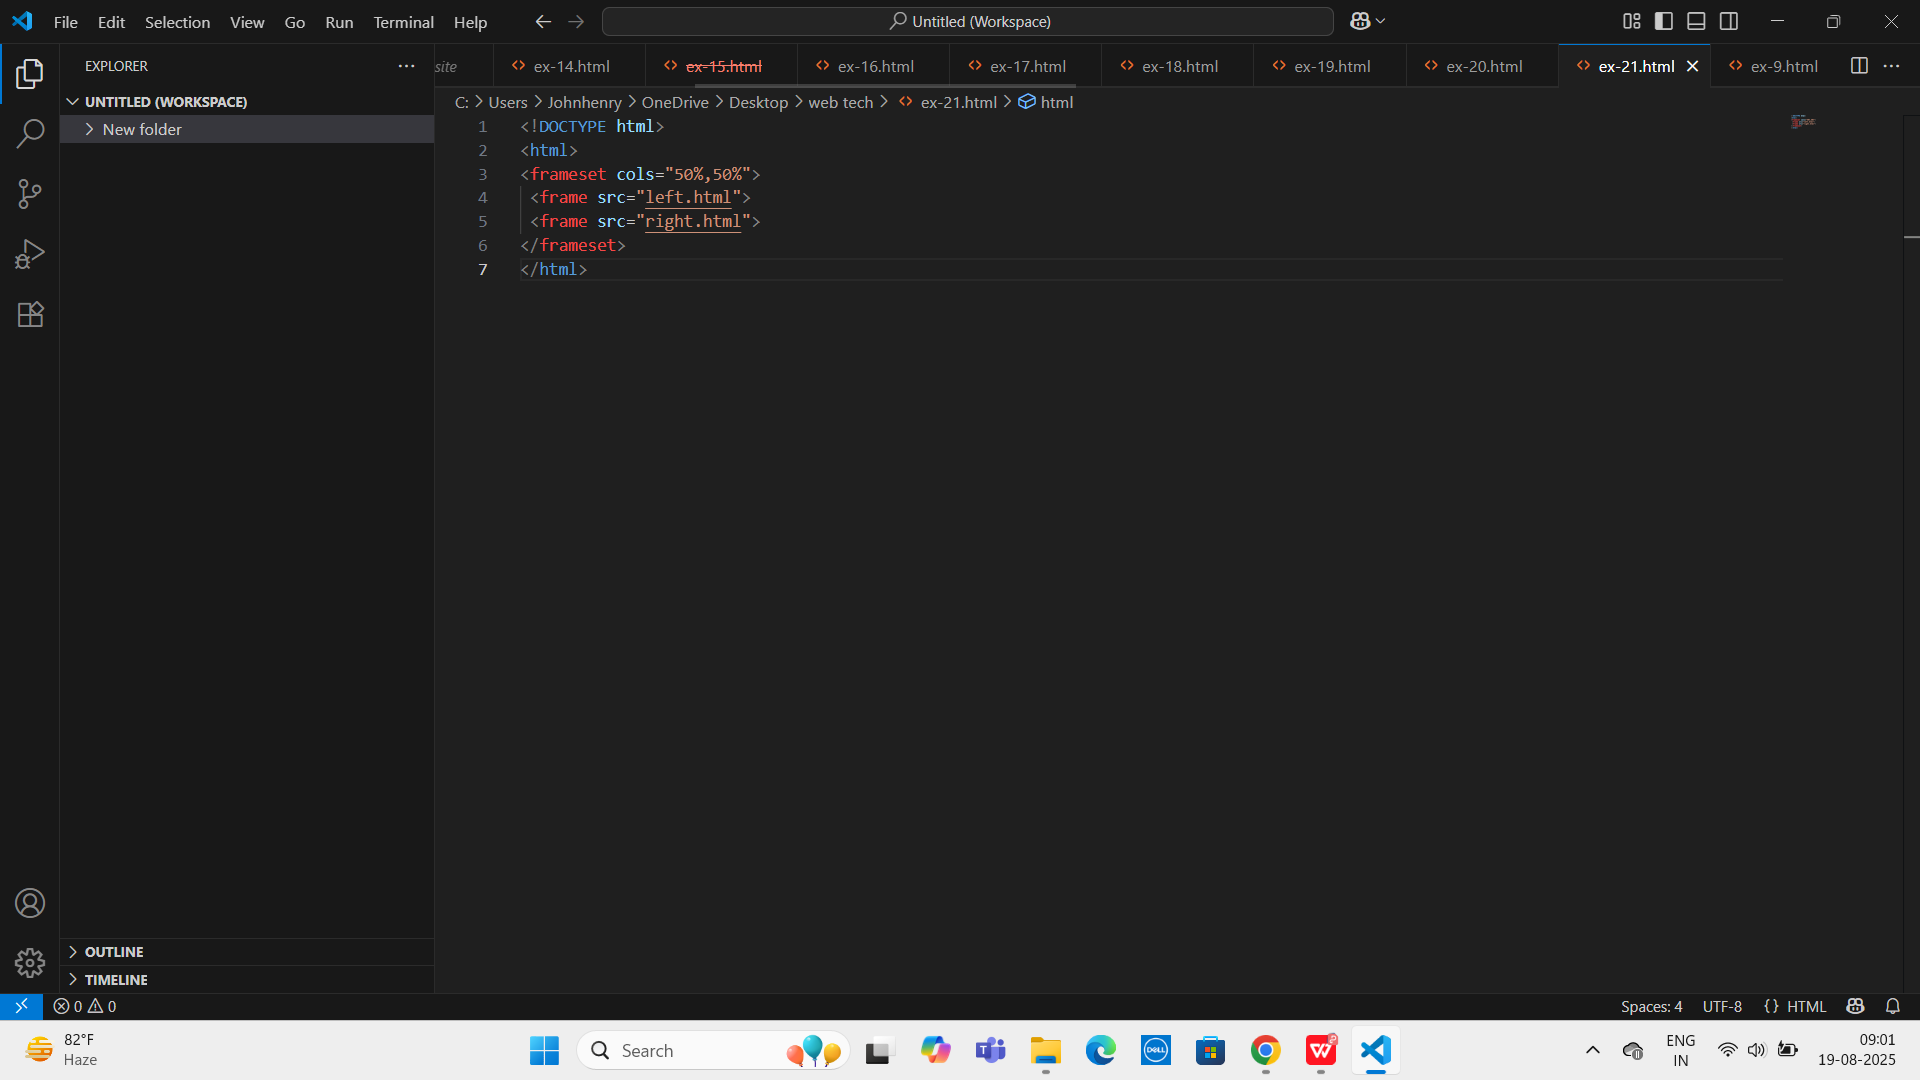 File Edit Selection View Go Run Terminal Help
Untitled (Workspace)
EXPLORER
site
ex-14.html
ex-15.html
ex-16.html
ex-17.html
ex-18.html
ex-19.html
ex-20.html
ex-21.html
ex-9.html
UNTITLED (WORKSPACE)
New folder
C: > Users > Johnhenry > OneDrive > Desktop > web tech > ex-21.html > html
1 <!DOCTYPE html>
2 <html>
3 <frameset cols="50%,50%">
4 <frame src="left.html">
5 <frame src="right.html">
6 </frameset>
7 </html>
OUTLINE
TIMELINE
0 0
Spaces: 4 UTF-8 {} HTML
82°F
Haze
Search
DELL
ENG
IN
09:01
19-08-2025